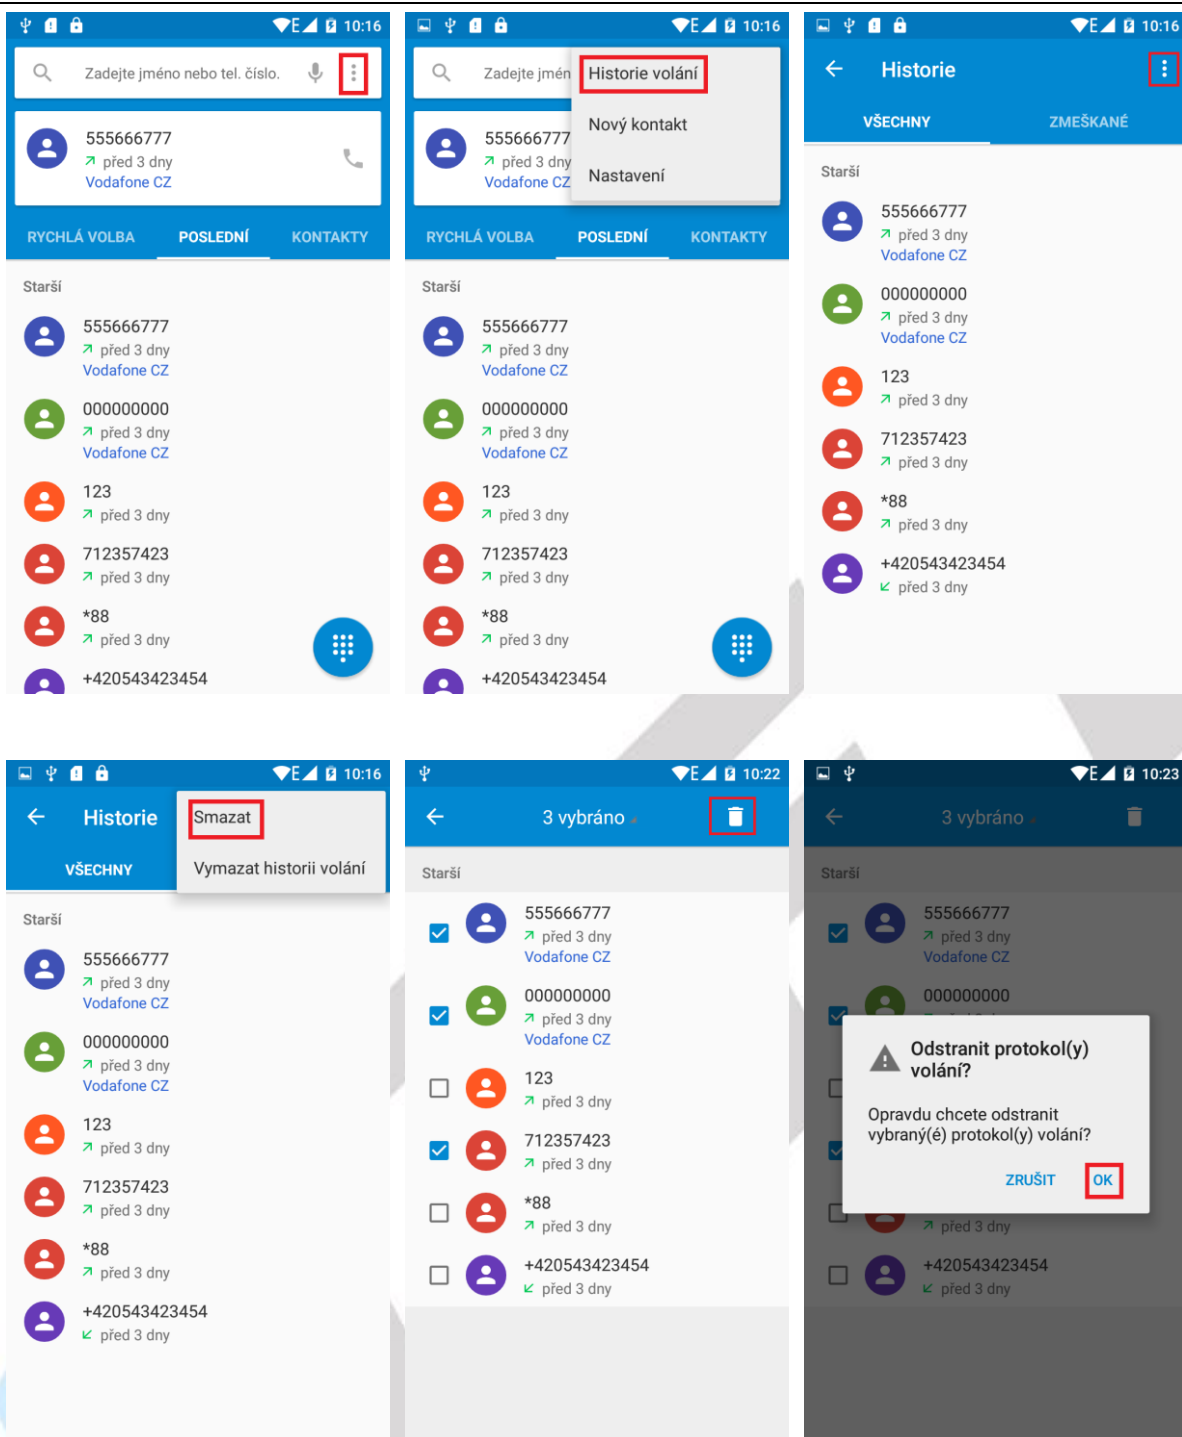 10:16
Zadejte jméno nebo tel. číslo.
555666777
před 3 dny
Vodafone CZ
RYCHLÁ VOLBA POSLEDNÍ KONTAKTY
Starší
555666777
před 3 dny
Vodafone CZ
000000000
před 3 dny
Vodafone CZ
123
před 3 dny
712357423
před 3 dny
*88
před 3 dny
+420543423454
E 10:16
Zadejte jmén
Historie volání
Nový kontakt
Nastavení
555666777
před 3 dny
Vodafone CZ
RYCHLÁ VOLBA POSLEDNÍ KONTAKTY
Starší
555666777
před 3 dny
Vodafone CZ
000000000
před 3 dny
Vodafone CZ
123
před 3 dny
712357423
před 3 dny
*88
před 3 dny
+420543423454
E 10:16
Historie
VŠECHNY ZMEŠKANÉ
Starší
555666777
před 3 dny
Vodafone CZ
000000000
před 3 dny
Vodafone CZ
123
před 3 dny
712357423
před 3 dny
*88
před 3 dny
+420543423454
před 3 dny
E 10:16
Historie
Smazat
Vymazat historii volání
VŠECHNY
Starší
555666777
před 3 dny
Vodafone CZ
000000000
před 3 dny
Vodafone CZ
123
před 3 dny
712357423
před 3 dny
*88
před 3 dny
+420543423454
před 3 dny
E 10:22
3 vybráno
Starší
555666777
před 3 dny
Vodafone CZ
000000000
před 3 dny
Vodafone CZ
123
před 3 dny
712357423
před 3 dny
*88
před 3 dny
+420543423454
před 3 dny
E 10:23
3 vybráno
Starší
555666777
před 3 dny
Vodafone CZ
000000000
Odstranit protokol(y)
volání?
Opravdu chcete odstranit
vybraný(é) protokol(y) volání?
ZRUŠIT OK
před 3 dny
+420543423454
před 3 dny